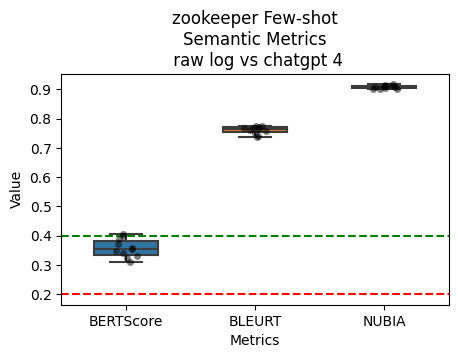 zookeeper Few-shot
Semantic Metrics
raw log vs chatgpt 4
Value
0.9
0.8
0.7
0.6
0.5
0.4
0.3
0.2
BERTScore
BLEURT
NUBIA
Metrics